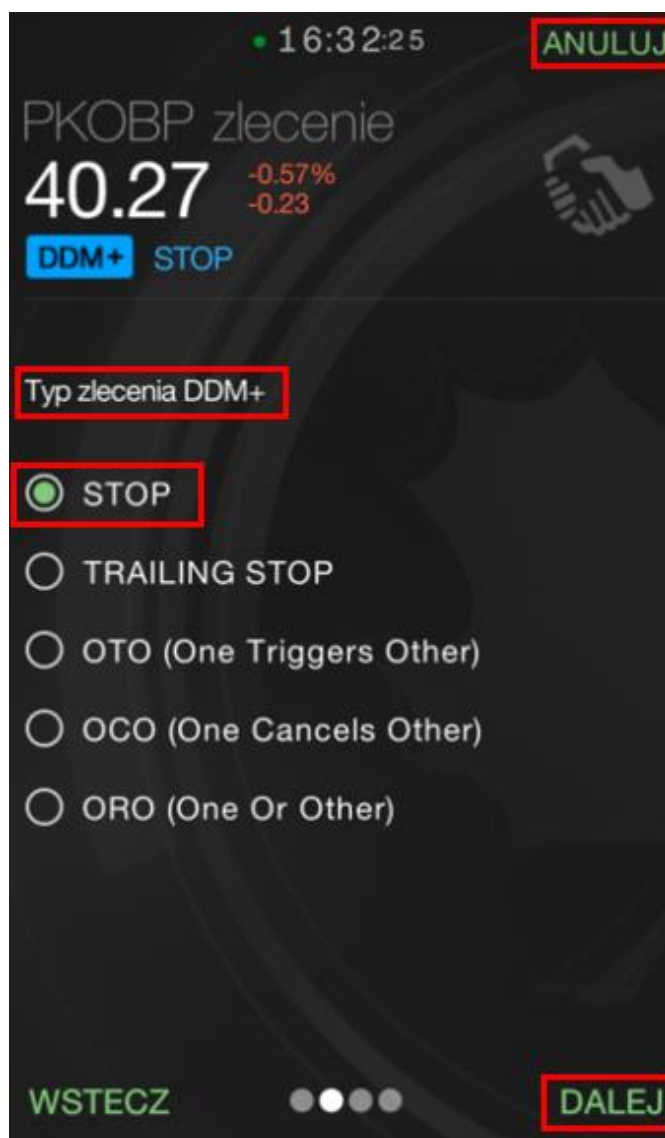 16:32:25 ANULUJ
PKOBP zlecenie
40.27 -0.57%
-0.23
DDM+ STOP
Typ zlecenia DDM+
STOP
TRAILING STOP
OTO (One Triggers Other)
OCO (One Cancels Other)
ORO (One Or Other)
WSTECZ DALEJ